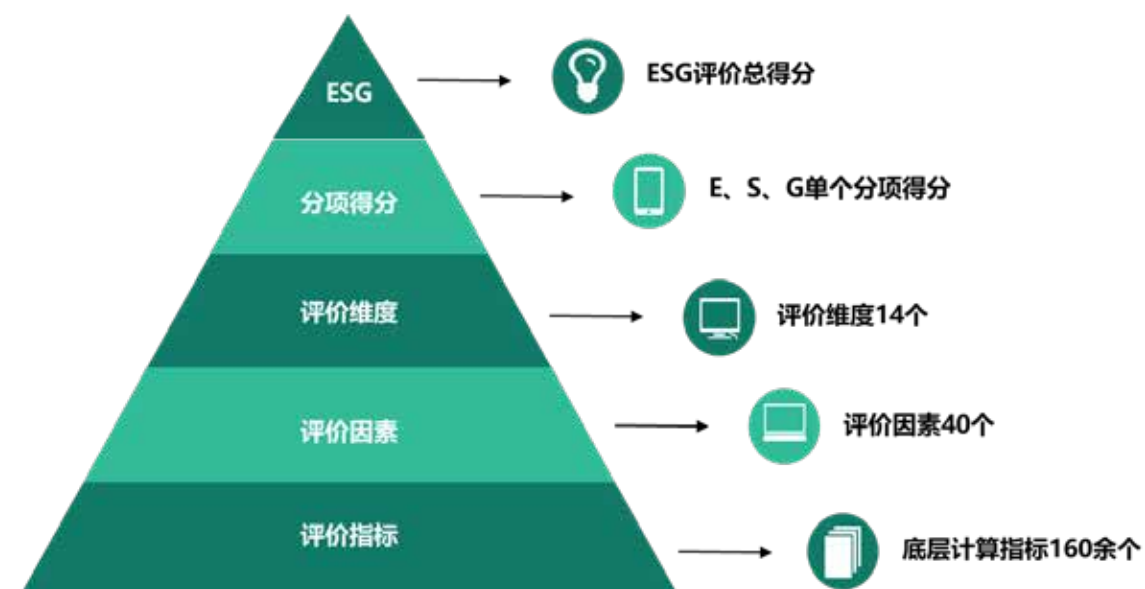 ESG
ESG评价总得分
分项得分
E、S、G单个分项得分
评价维度
评价维度14个
评价因素
评价因素40个
评价指标
底层计算指标160余个